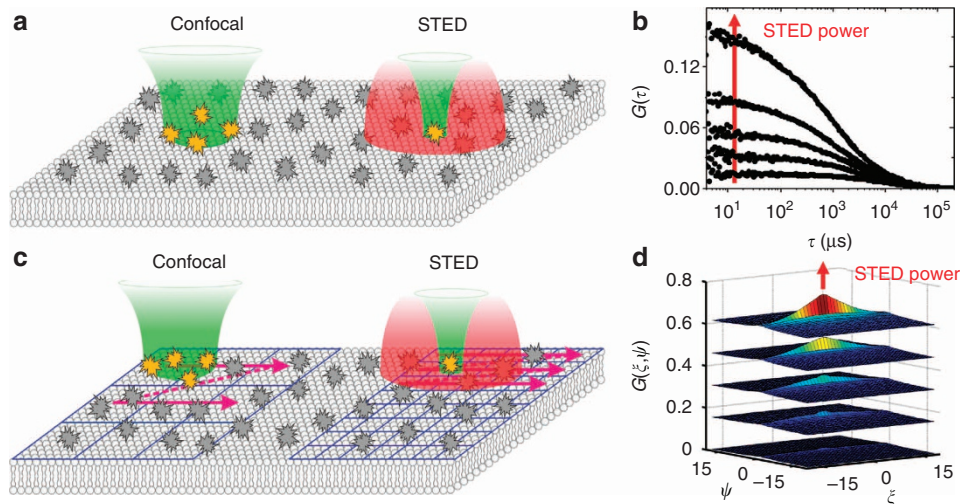 a
Confocal
STED
b
STED power
G(τ)
0.12
0.06
0.00
10¹
10²
10³
10⁴
10⁵
τ (μs)
c
Confocal
STED
d
STED power
G(ξ,ψ)
0.8
0.6
0.4
0.2
0
15
0
−15
ψ
−15
0
15
ξ